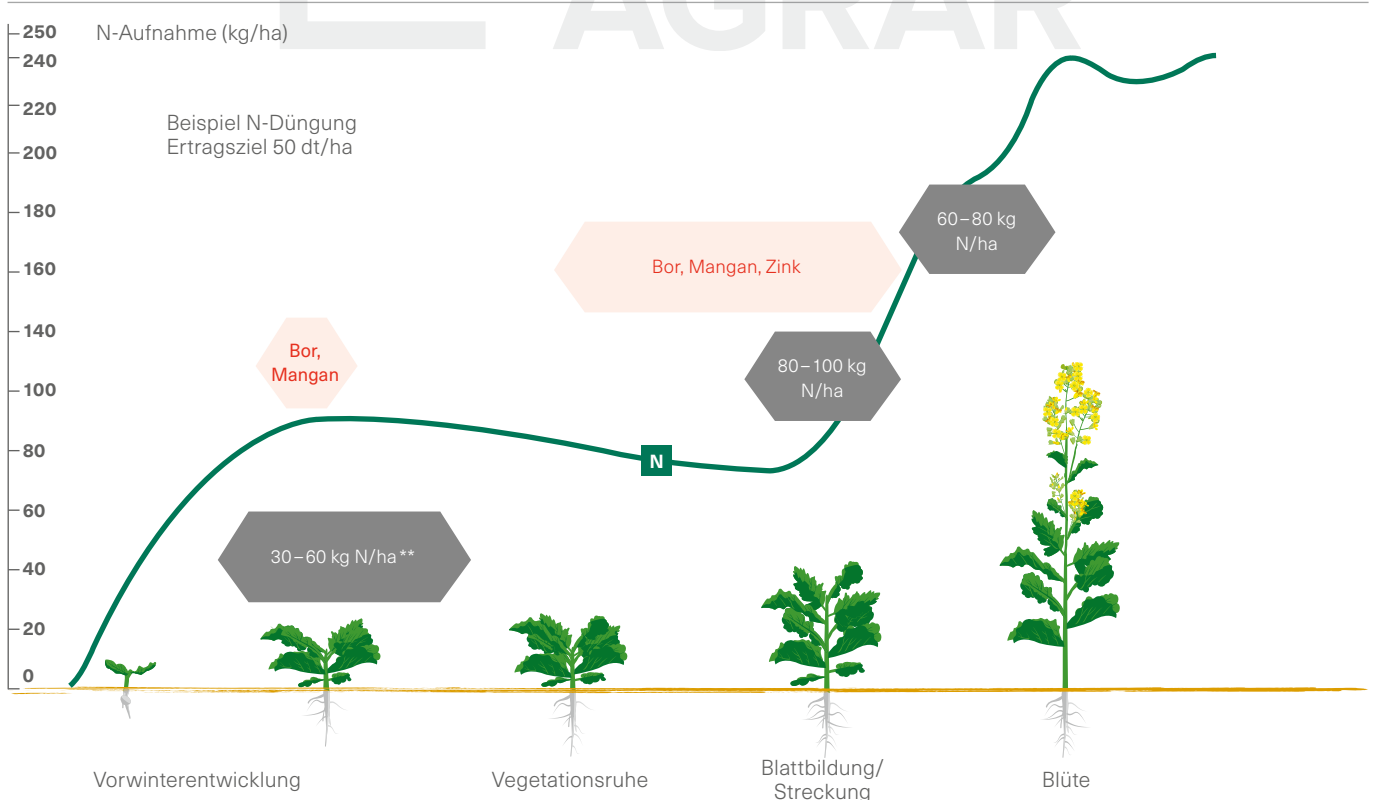 AGRAR
250
N-Aufnahme (kg/ha)
240
220
Beispiel N-Düngung
Ertragsziel 50 dt/ha
200
180
60–80 kg
N/ha
160
Bor, Mangan, Zink
140
Bor,
Mangan
80–100 kg
N/ha
100
80
N
60
30–60 kg N/ha**
40
20
0
Vorwinterentwicklung
Vegetationsruhe
Blattbildung/
Streckung
Blüte